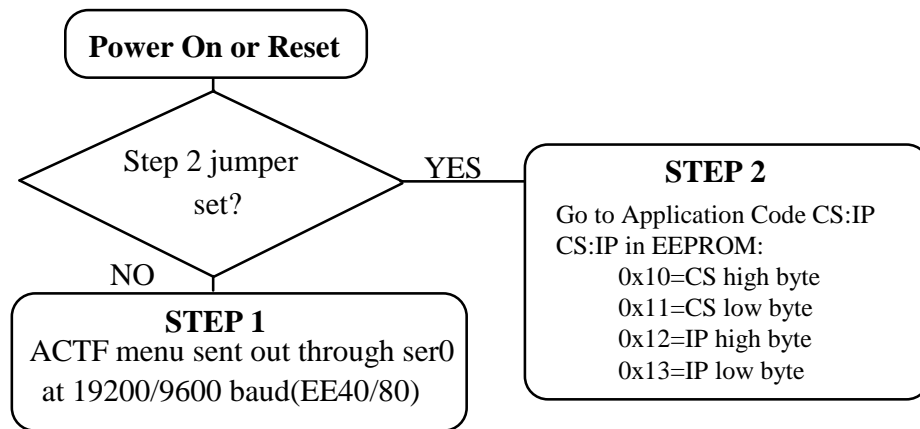 Power On or Reset
Step 2 jumper
set?
YES
NO
STEP 2
Go to Application Code CS:IP
CS:IP in EEPROM:
0x10=CS high byte
0x11=CS low byte
0x12=IP high byte
0x13=IP low byte
STEP 1
ACTF menu sent out through ser0
at 19200/9600 baud(EE40/80)